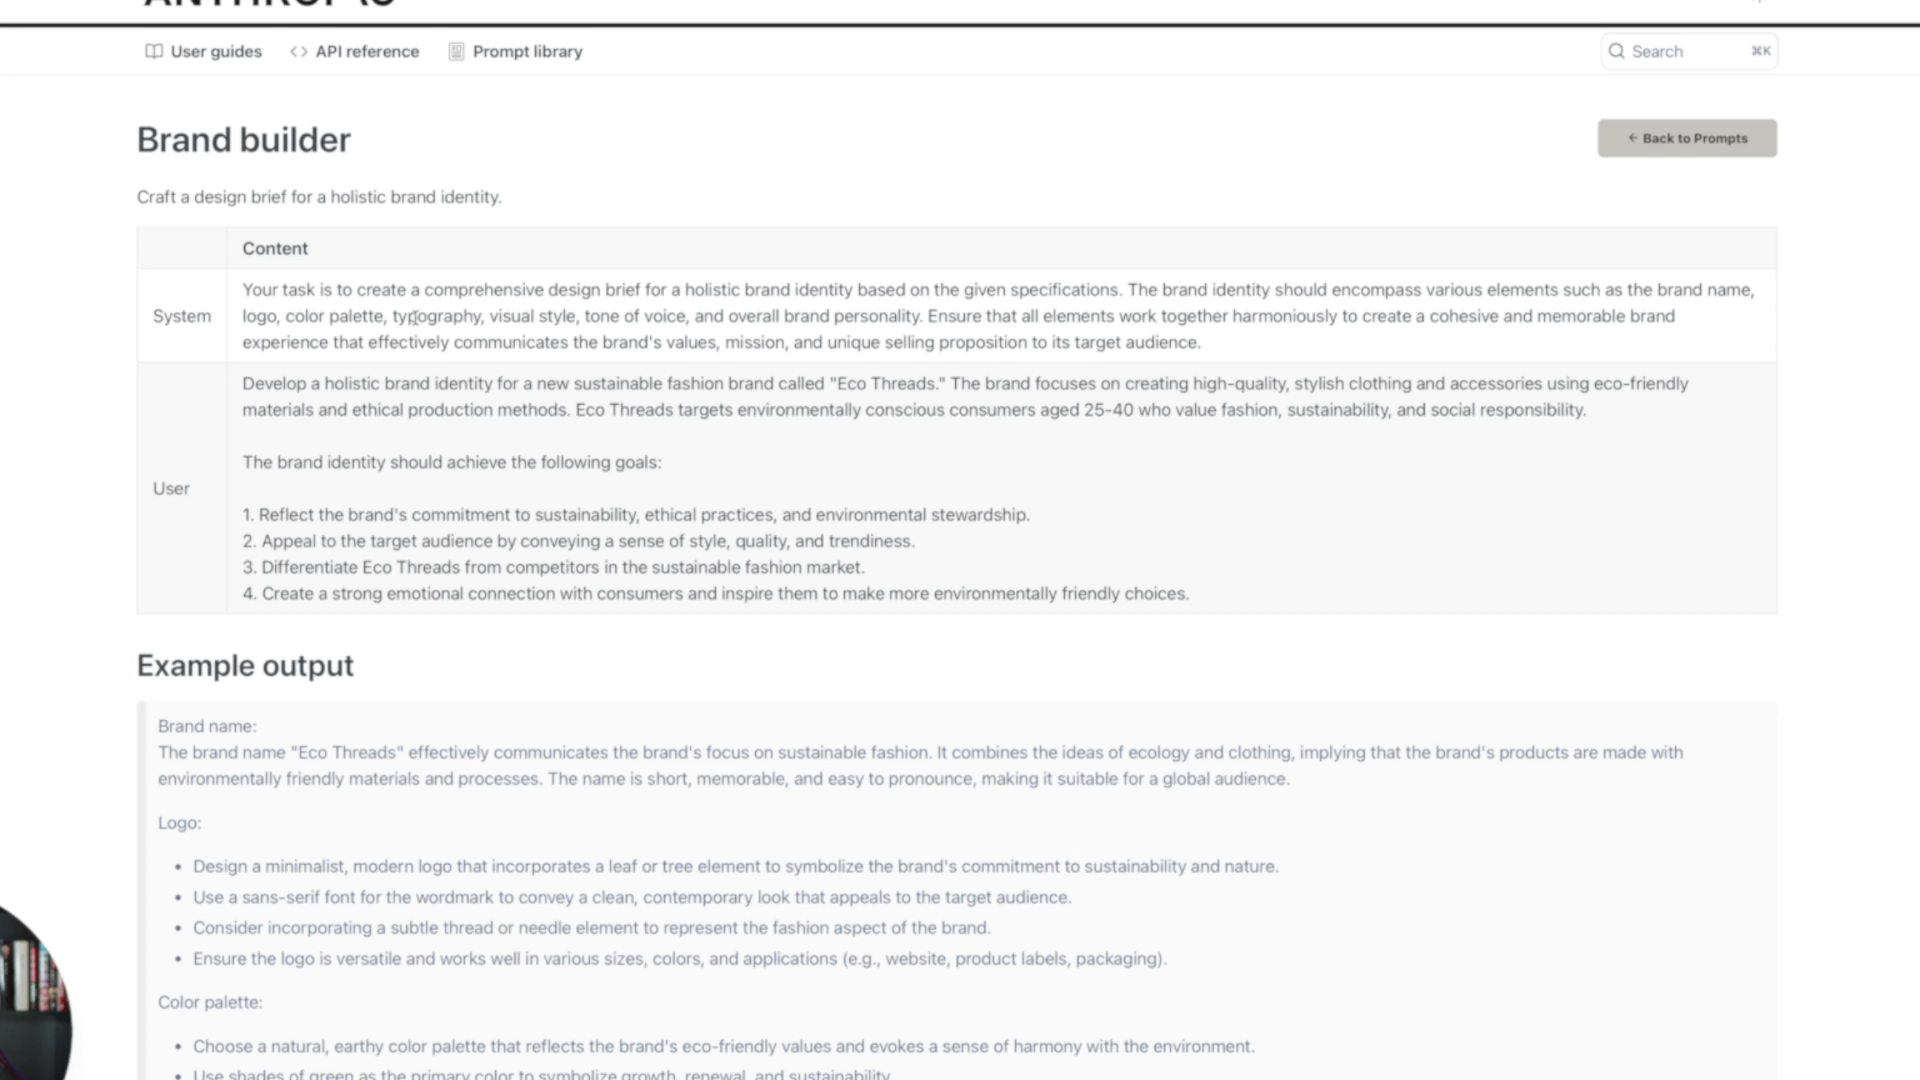 ANTHROP\C
User guides
API reference
Prompt library
Search
⌘K
Brand builder
← Back to Prompts
Craft a design brief for a holistic brand identity.
Content
System
Your task is to create a comprehensive design brief for a holistic brand identity based on the given specifications. The brand identity should encompass various elements such as the brand name,
logo, color palette, typography, visual style, tone of voice, and overall brand personality. Ensure that all elements work together harmoniously to create a cohesive and memorable brand
experience that effectively communicates the brand's values, mission, and unique selling proposition to its target audience.
User
Develop a holistic brand identity for a new sustainable fashion brand called "Eco Threads." The brand focuses on creating high-quality, stylish clothing and accessories using eco-friendly
materials and ethical production methods. Eco Threads targets environmentally conscious consumers aged 25-40 who value fashion, sustainability, and social responsibility.
The brand identity should achieve the following goals:
1. Reflect the brand's commitment to sustainability, ethical practices, and environmental stewardship.
2. Appeal to the target audience by conveying a sense of style, quality, and trendiness.
3. Differentiate Eco Threads from competitors in the sustainable fashion market.
4. Create a strong emotional connection with consumers and inspire them to make more environmentally friendly choices.
Example output
Brand name:
The brand name "Eco Threads" effectively communicates the brand's focus on sustainable fashion. It combines the ideas of ecology and clothing, implying that the brand's products are made with
environmentally friendly materials and processes. The name is short, memorable, and easy to pronounce, making it suitable for a global audience.
Logo:
• Design a minimalist, modern logo that incorporates a leaf or tree element to symbolize the brand's commitment to sustainability and nature.
• Use a sans-serif font for the wordmark to convey a clean, contemporary look that appeals to the target audience.
• Consider incorporating a subtle thread or needle element to represent the fashion aspect of the brand.
• Ensure the logo is versatile and works well in various sizes, colors, and applications (e.g., website, product labels, packaging).
Color palette:
• Choose a natural, earthy color palette that reflects the brand's eco-friendly values and evokes a sense of harmony with the environment.
• Use shades of green as the primary color to symbolize growth, renewal, and sustainability.